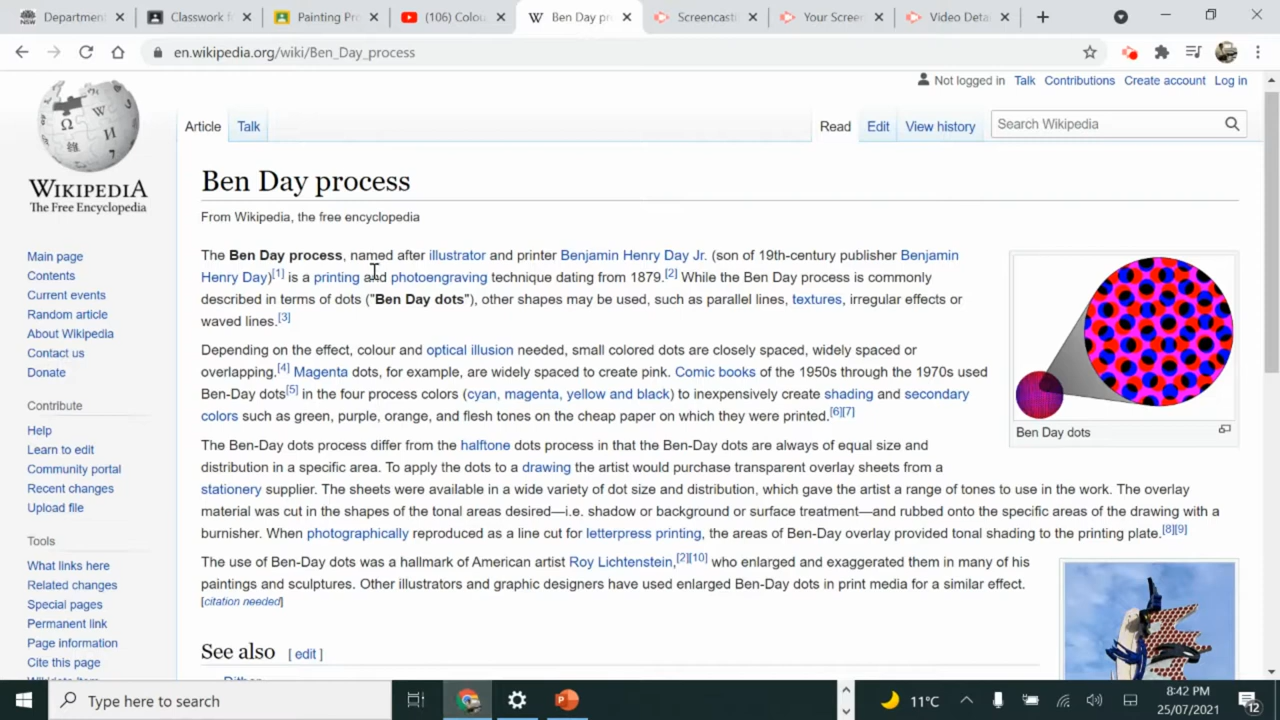 Department
Classwork f
Painting Pr
(106) Colou
Ben Day pr
Screencast
Your Screen
Video Deta
en.wikipedia.org/wiki/Ben_Day_process
Not logged in Talk Contributions Create account Log in
Article Talk Read Edit View history Search Wikipedia
WIKIPEDIA
The Free Encyclopedia
Main page
Contents
Current events
Random article
About Wikipedia
Contact us
Donate
Contribute
Help
Learn to edit
Community portal
Recent changes
Upload file
Tools
What links here
Related changes
Special pages
Permanent link
Page information
Cite this page
Ben Day process
From Wikipedia, the free encyclopedia
The Ben Day process, named after illustrator and printer Benjamin Henry Day Jr. (son of 19th-century publisher Benjamin
Henry Day)[1] is a printing and photoengraving technique dating from 1879.[2] While the Ben Day process is commonly
described in terms of dots ("Ben Day dots"), other shapes may be used, such as parallel lines, textures, irregular effects or
waved lines.[3]
Depending on the effect, colour and optical illusion needed, small colored dots are closely spaced, widely spaced or
overlapping.[4] Magenta dots, for example, are widely spaced to create pink. Comic books of the 1950s through the 1970s used
Ben-Day dots[5] in the four process colors (cyan, magenta, yellow and black) to inexpensively create shading and secondary
colors such as green, purple, orange, and flesh tones on the cheap paper on which they were printed.[6][7]
Ben Day dots
The Ben-Day dots process differ from the halftone dots process in that the Ben-Day dots are always of equal size and
distribution in a specific area. To apply the dots to a drawing the artist would purchase transparent overlay sheets from a
stationery supplier. The sheets were available in a wide variety of dot size and distribution, which gave the artist a range of tones to use in the work. The overlay
material was cut in the shapes of the tonal areas desired—i.e. shadow or background or surface treatment—and rubbed onto the specific areas of the drawing with a
burnisher. When photographically reproduced as a line cut for letterpress printing, the areas of Ben-Day overlay provided tonal shading to the printing plate.[8][9]
The use of Ben-Day dots was a hallmark of American artist Roy Lichtenstein,[2][10] who enlarged and exaggerated them in many of his
paintings and sculptures. Other illustrators and graphic designers have used enlarged Ben-Day dots in print media for a similar effect.
[citation needed]
See also [ edit ]
Type here to search
11°C
8:42 PM
25/07/2021
12